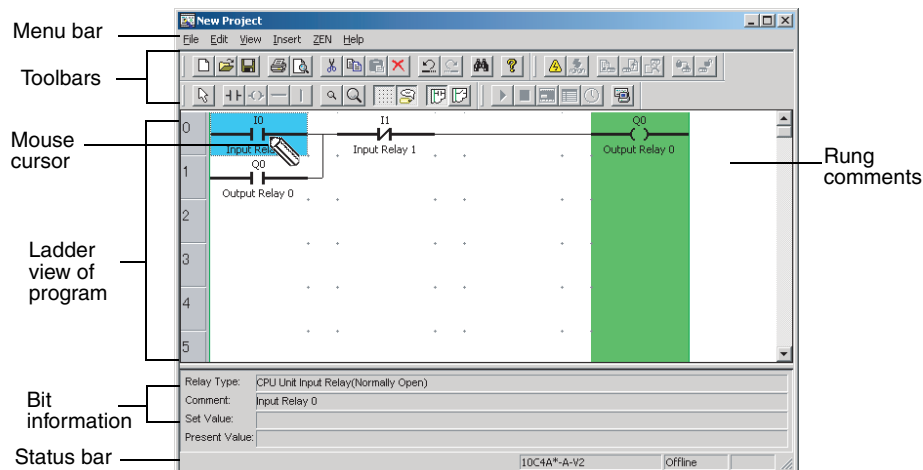 New Project
Menu bar
File Edit View Insert ZEN Help
Toolbars
Mouse cursor
0
I0
I1
Q0
Input Rela
Input Relay 1
Output Relay 0
Rung comments
1
Q0
Output Relay 0
2
Ladder view of program
3
4
5
Relay Type: CPU Unit Input Relay(Normally Open)
Bit information
Comment: Input Relay 0
Set Value:
Present Value:
Status bar
10C4A*-A-V2 Offline